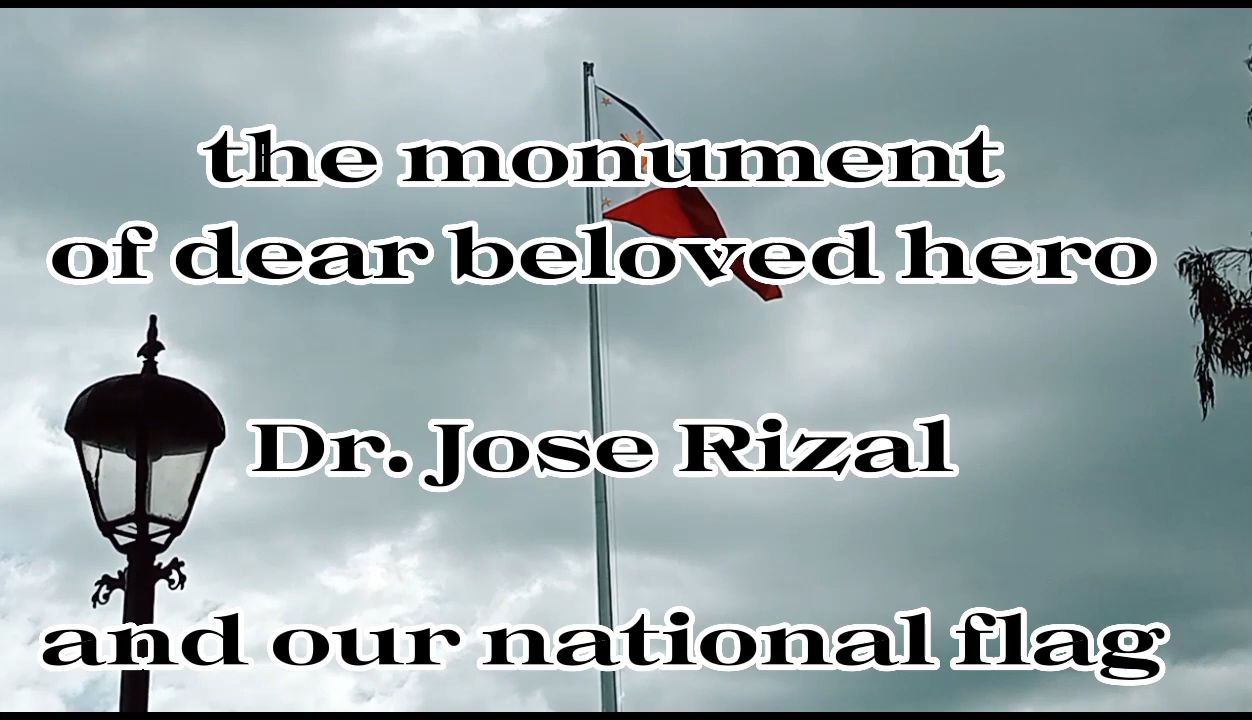 the monument
of dear beloved hero
Dr. Jose Rizal
and our national flag